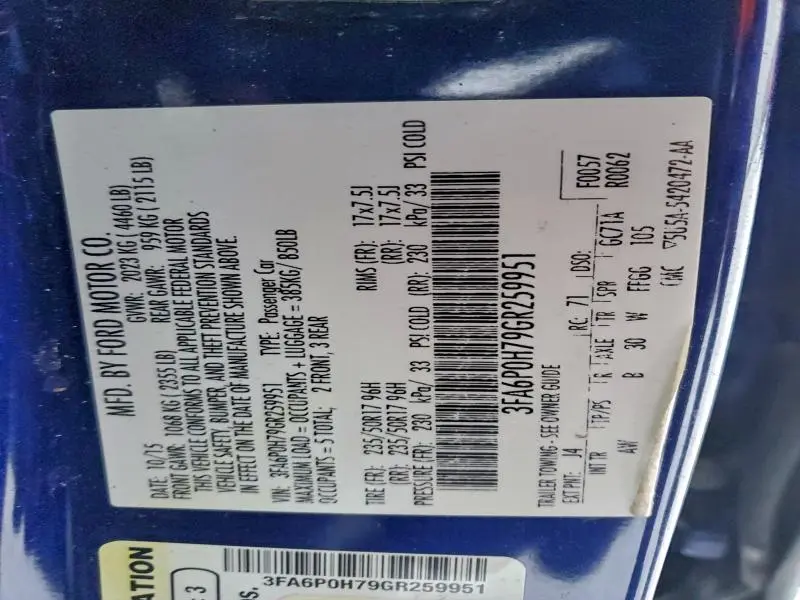 MFD. BY FORD MOTOR CO.
DATE: 10/15 GVWR: 2023 KG ( 4460 LB)
FRONT GAWR: 1068 KG ( 2355 LB) REAR GAWR: 959 KG ( 2115 LB)
THIS VEHICLE CONFORMS TO ALL APPLICABLE FEDERAL MOTOR
VEHICLE SAFETY, BUMPER, AND THEFT PREVENTION STANDARDS
IN EFFECT ON THE DATE OF MANUFACTURE SHOWN ABOVE.
VIN: 3FA6P0H79GR259951 TYPE: Passenger Car
MAXIMUM LOAD = OCCUPANTS + LUGGAGE = 385KG/ 850LB
OCCUPANTS = 5 TOTAL; 2 FRONT, 3 REAR
TIRE (FR): 235/50R17 96H RIMS (FR): 17x7.5J
(RR): 235/50R17 96H (RR): 17x7.5J
PRESSURE (FR): 230 kPa/ 33 PSI COLD (RR): 230 kPa/ 33 PSI COLD
3FA6P0H79GR259951
TRAILER TOWING - SEE OWNER GUIDE F0057
EXT PNT: J4 RC: 71 DSO: R0062
INT TR TP/PS R AXLE TR SPR GC7TA
AW B 30 W FFGG 105
CAC 5U5A-5420472-AA
3FA6P0H79GR259951